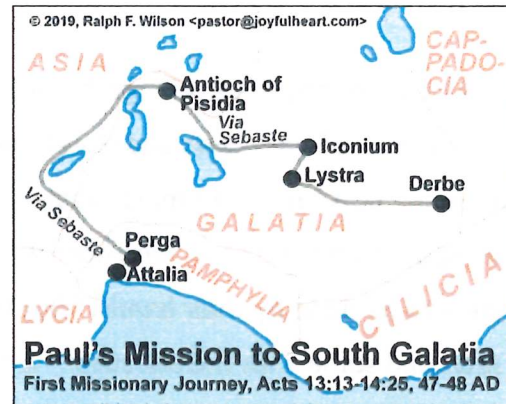 © 2019, Ralph F. Wilson <pastor@joyfulheart.com>
ASIA
CAP-
PADO-
CIA
Antioch of
Pisidia
Via
Sebaste
Iconium
Lystra
Derbe
GALATIA
Via Sebaste
Perga
Attalia
PAMPHYLIA
LYCIA
CILICIA
Paul's Mission to South Galatia
First Missionary Journey, Acts 13:13-14:25, 47-48 AD